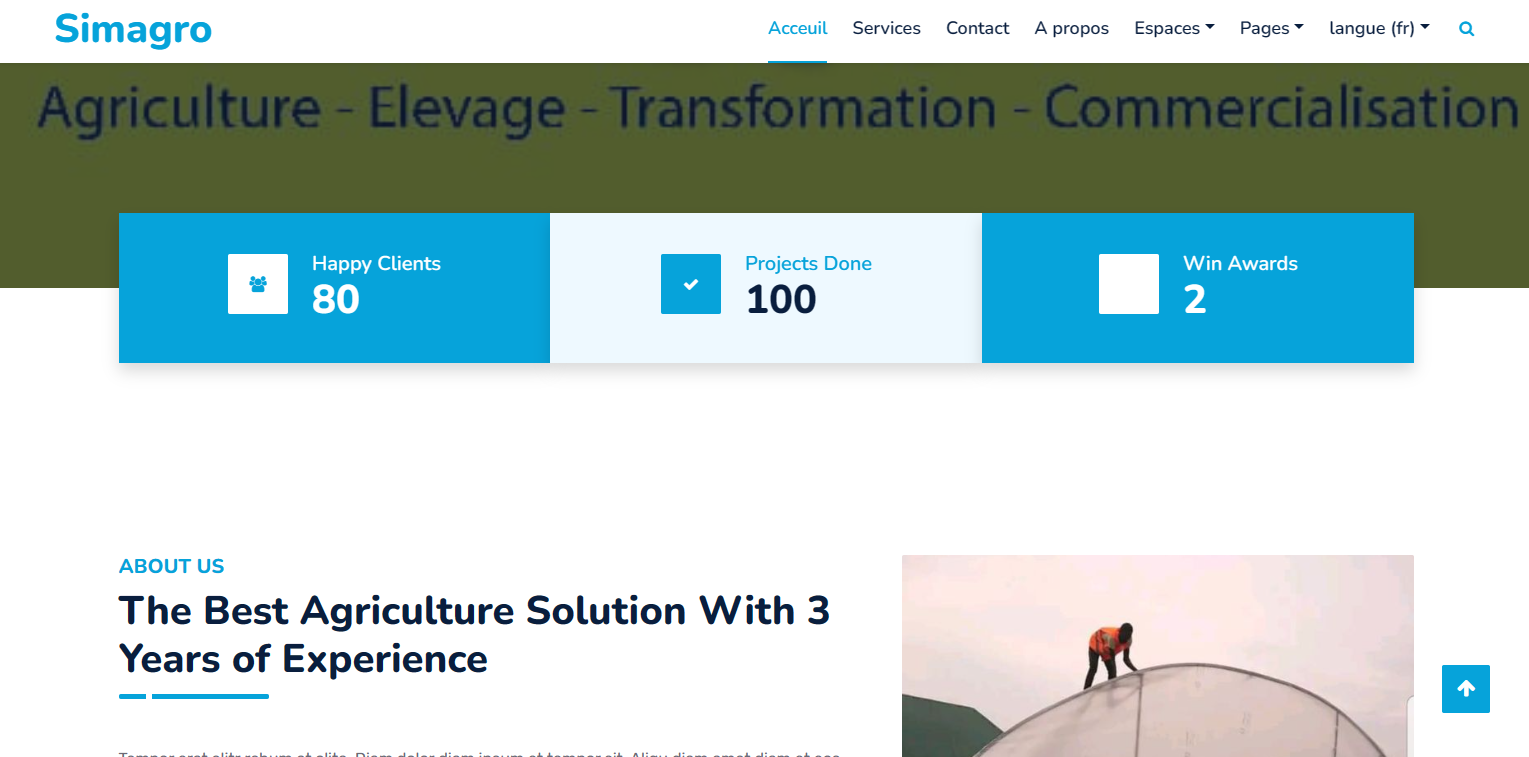 Simagro
Acceuil Services Contact A propos Espaces Pages langue (fr)
Agriculture - Elevage - Transformation - Commercialisation
Happy Clients
80
Projects Done
100
Win Awards
2
ABOUT US
The Best Agriculture Solution With 3
Years of Experience